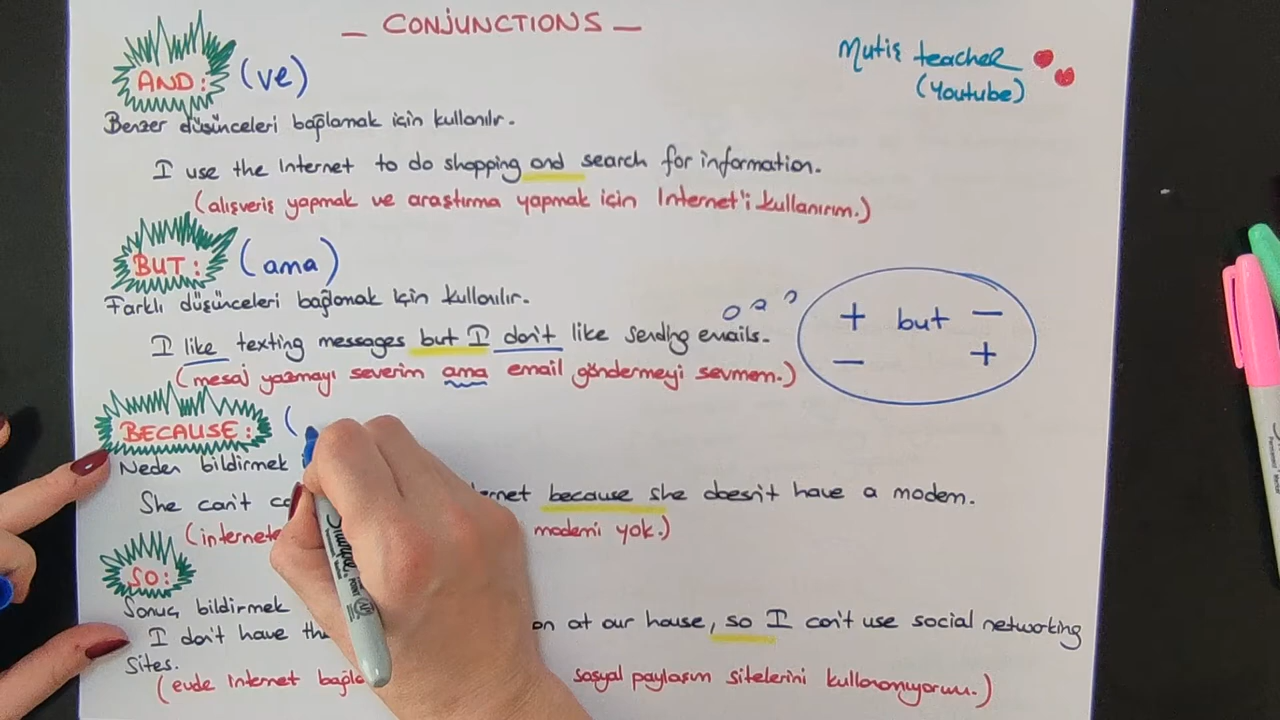 _ CONJUNCTIONS _
Mutiş teacher
(Youtube)
AND: (ve)
Benzer düşünceleri bağlamak için kullanılır.
I use the Internet to do shopping and search for information.
(alışveriş yapmak ve araştırma yapmak için Internet'i kullanırım.)
BUT: (ama)
Farklı düşünceleri bağlamak için kullanılır.
+ but -
- +
I like texting messages but I don't like sending emails.
(mesaj yazmayı severim ama email göndermeyi sevmem.)
BECAUSE: (
Neden bildirmek
She can't because she doesn't have a modem.
modemi yok.)
SO:
Sonuç bildirmek
I don't have on at our house, so I can't use social networking
sites.
(evde internet sosyal paylaşım sitelerini kullanamıyorum.)
Sharpie